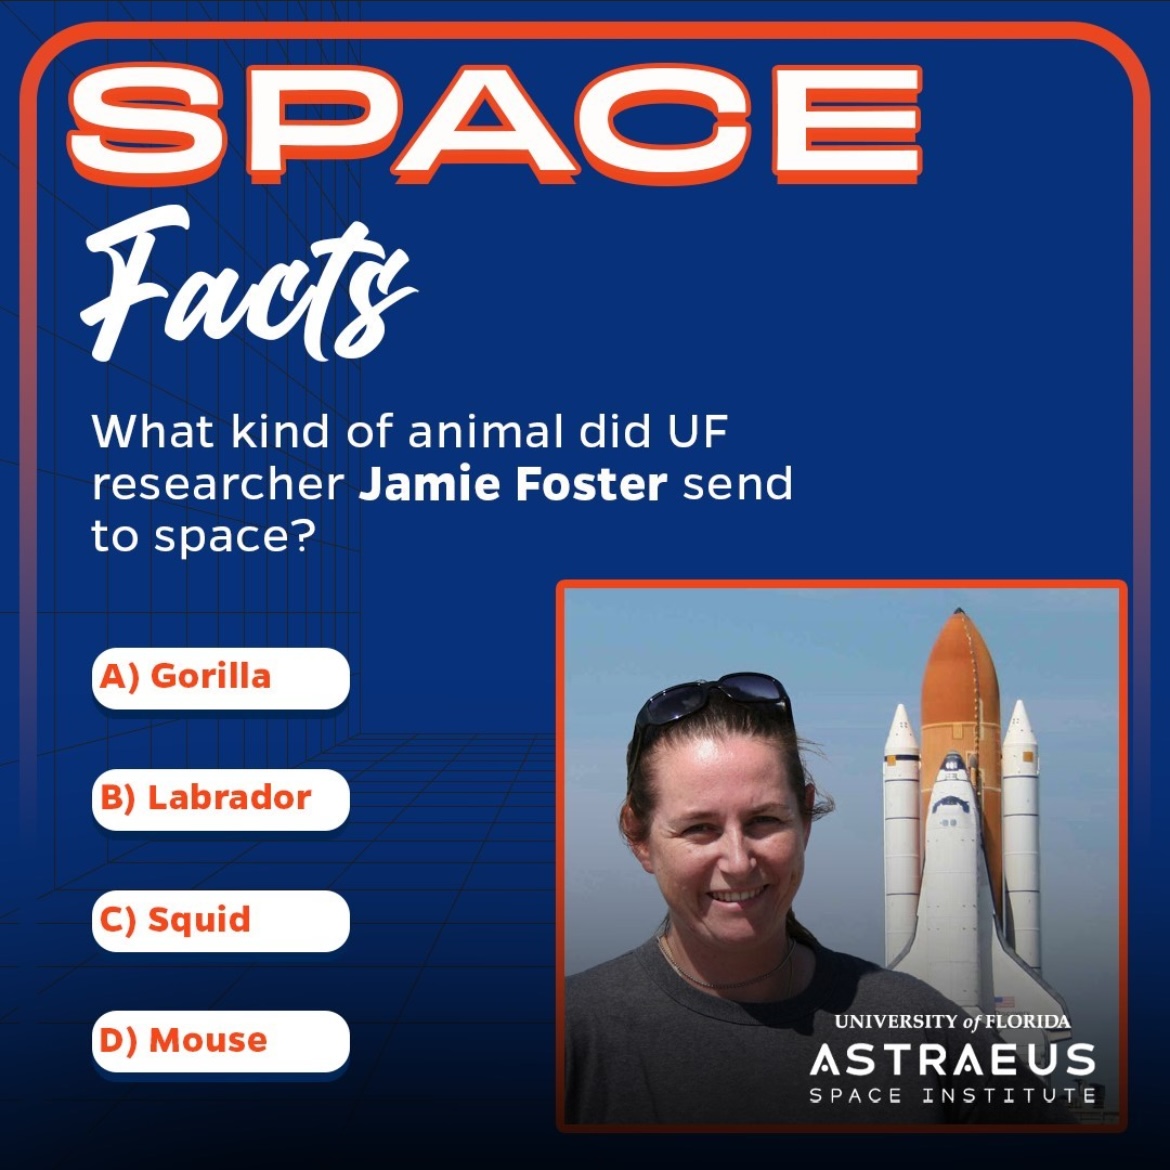 SPACE
Facts
What kind of animal did UF
researcher Jamie Foster send
to space?
A) Gorilla
B) Labrador
C) Squid
D) Mouse
UNIVERSITY of FLORIDA
ASTRAEUS
SPACE INSTITUTE